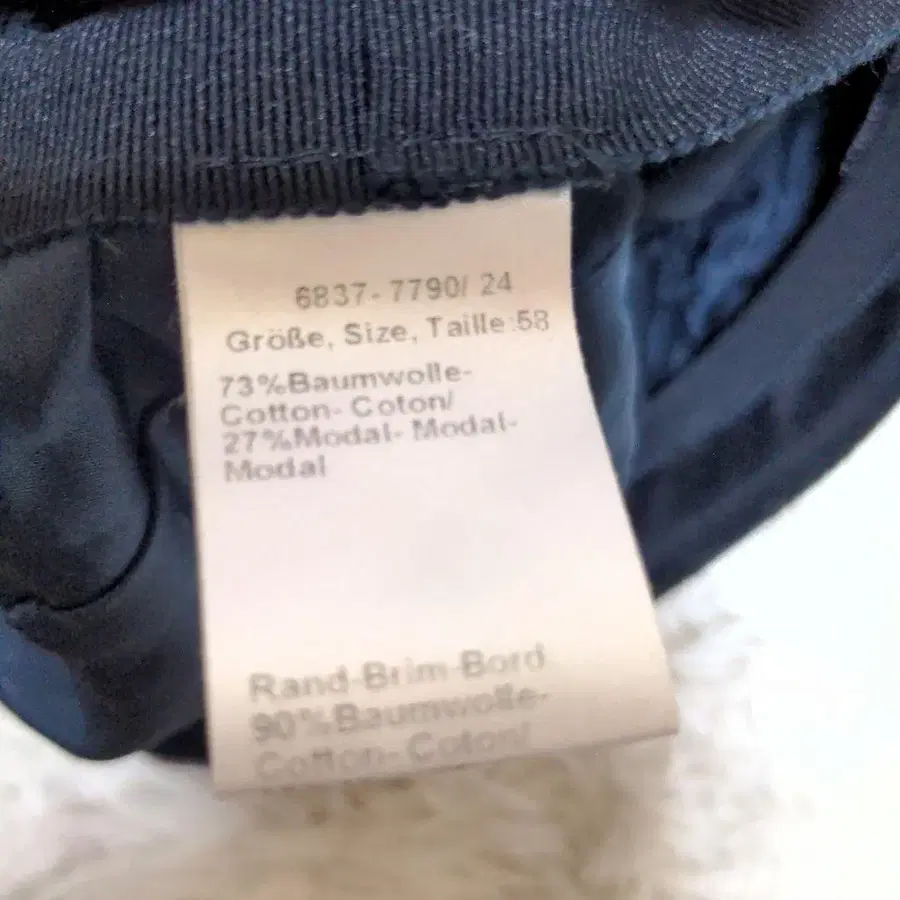 6837-7790/ 24
Größe, Size, Taille:58
73%Baumwolle-
Cotton- Coton/
27%Modal- Modal-
Modal
Rand-Brim-Bord
90%Baumwolle-
Cotton- Coton/